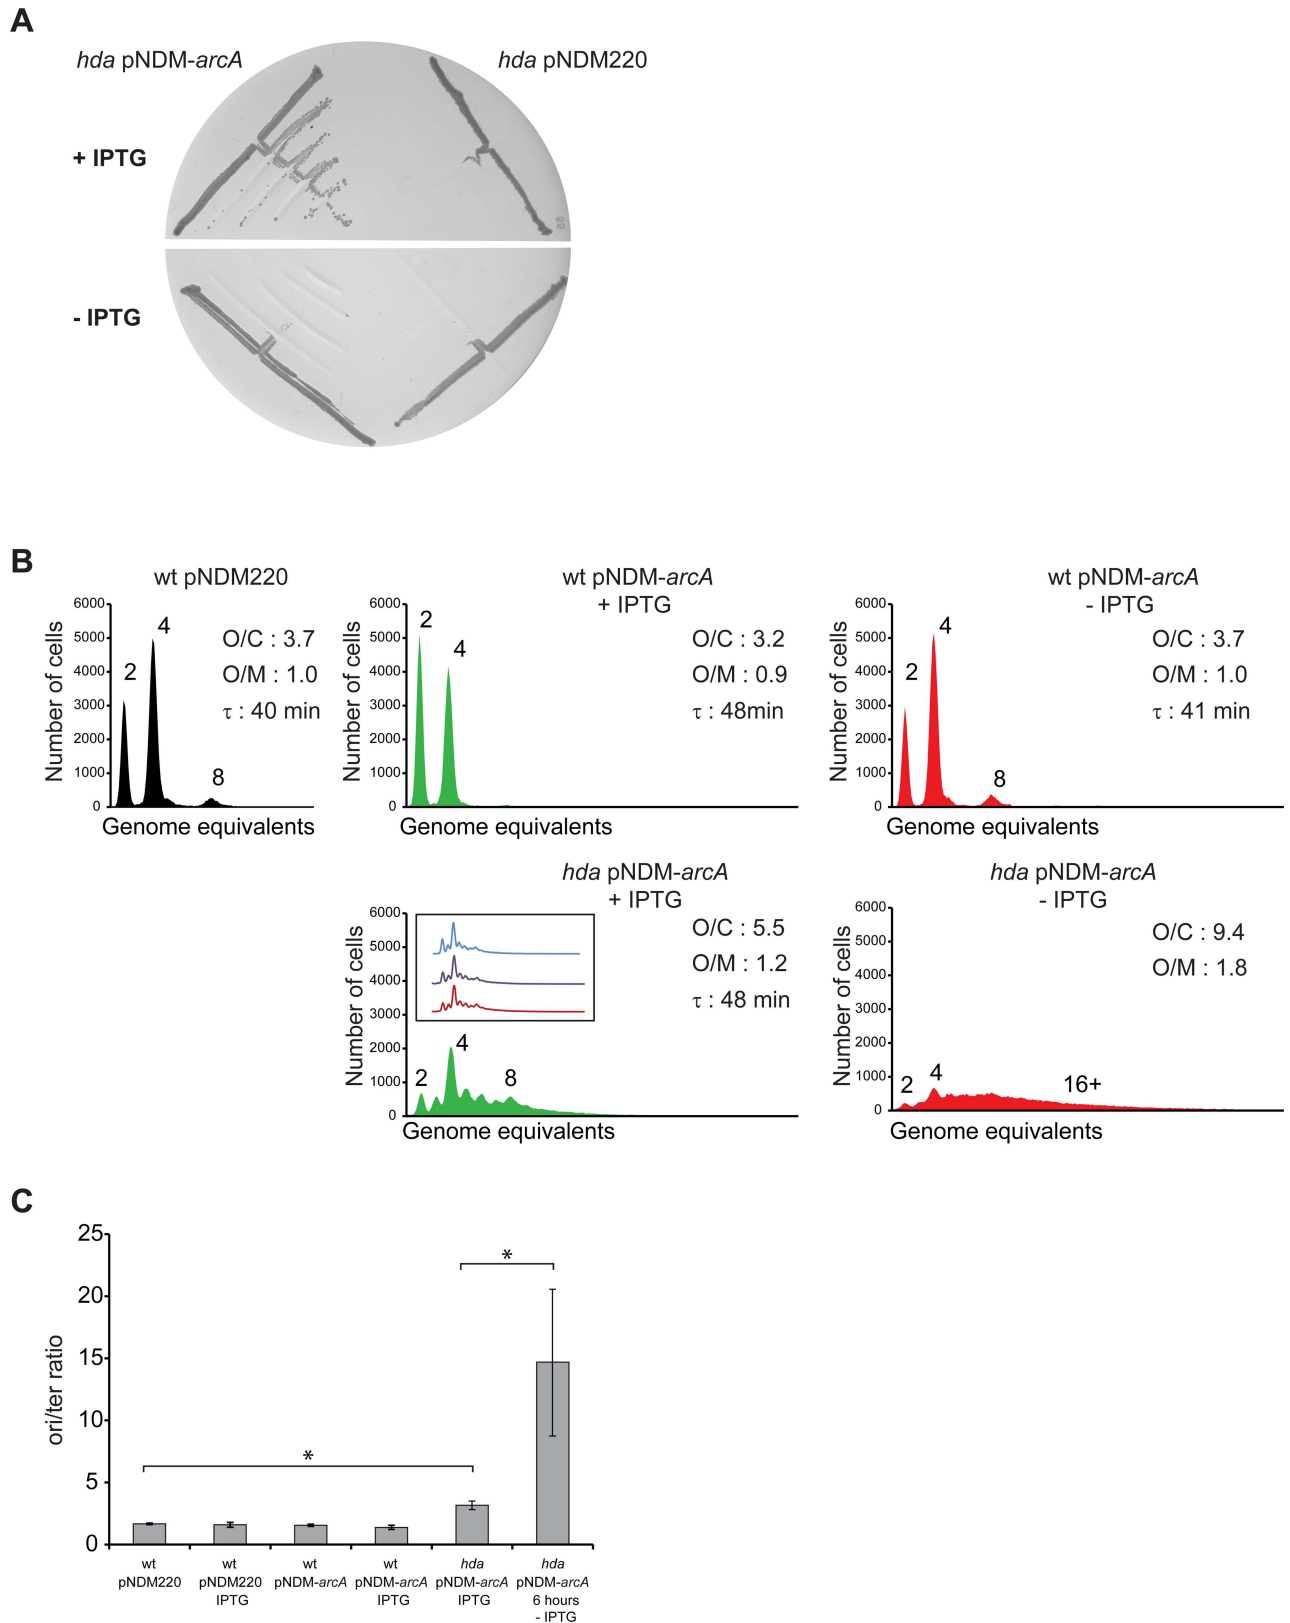 A
hda pNDM-arcA
hda pNDM220
+ IPTG
- IPTG
B
wt pNDM220
6000
5000
4000
3000
2000
1000
0
Number of cells
2
4
8
O/C : 3.7
O/M : 1.0
τ : 40 min
Genome equivalents
wt pNDM-arcA
+ IPTG
6000
5000
4000
3000
2000
1000
0
Number of cells
2
4
O/C : 3.2
O/M : 0.9
τ : 48min
Genome equivalents
wt pNDM-arcA
- IPTG
6000
5000
4000
3000
2000
1000
0
Number of cells
2
4
8
O/C : 3.7
O/M : 1.0
τ : 41 min
Genome equivalents
hda pNDM-arcA
+ IPTG
6000
5000
4000
3000
2000
1000
0
Number of cells
2
4
8
O/C : 5.5
O/M : 1.2
τ : 48 min
Genome equivalents
hda pNDM-arcA
- IPTG
6000
5000
4000
3000
2000
1000
0
Number of cells
2
4
16+
O/C : 9.4
O/M : 1.8
Genome equivalents
C
25
20
15
10
5
0
ori/ter ratio
*
*
wt
pNDM220
wt
pNDM220
IPTG
wt
pNDM-arcA
wt
pNDM-arcA
IPTG
hda
pNDM-arcA
IPTG
hda
pNDM-arcA
6 hours
- IPTG